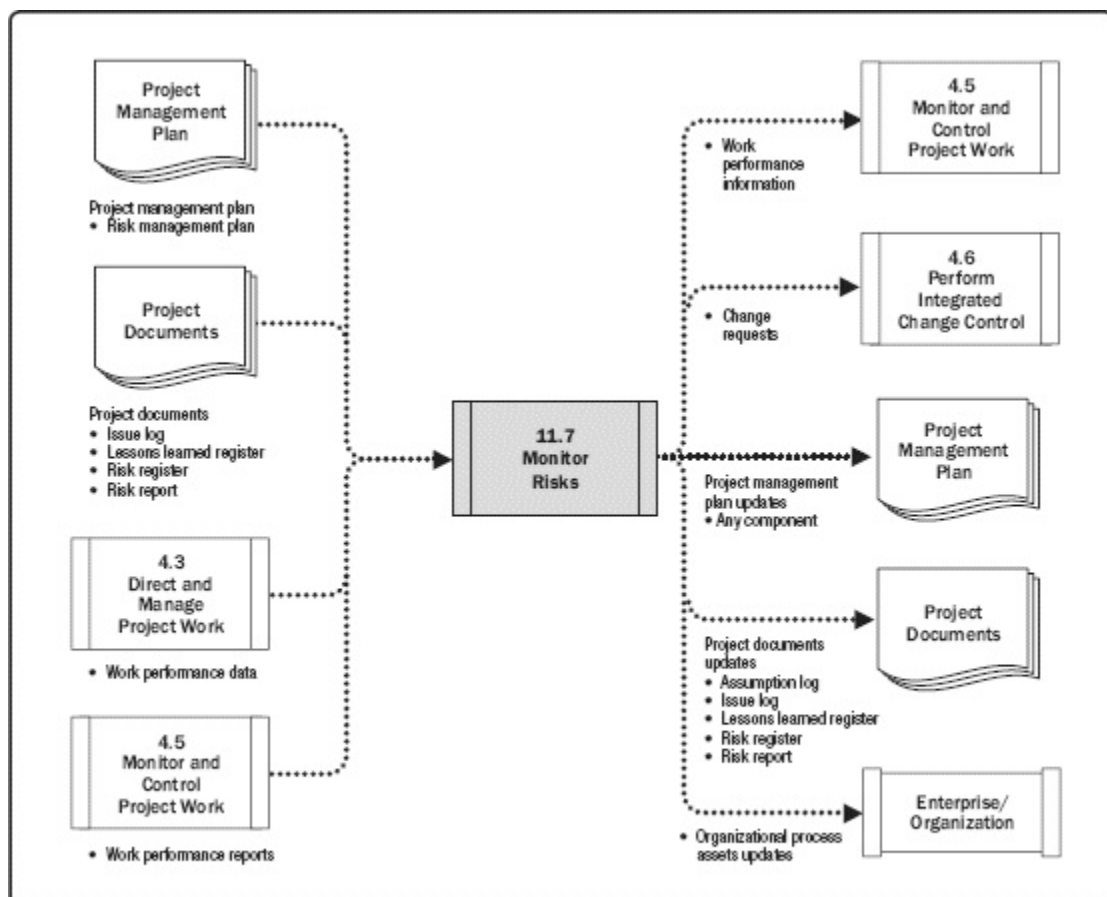 Project
Management
Plan
Project management plan
• Risk management plan
Project
Documents
Project documents
• Issue log
• Lessons learned register
• Risk register
• Risk report
4.3
Direct and
Manage
Project Work
• Work performance data
4.5
Monitor and
Control
Project Work
• Work performance reports
11.7
Monitor
Risks
• Work
performance
information
4.5
Monitor and
Control
Project Work
• Change
requests
4.6
Perform
Integrated
Change Control
Project management
plan updates
• Any component
Project
Management
Plan
Project documents
updates
• Assumption log
• Issue log
• Lessons learned register
• Risk register
• Risk report
Project
Documents
• Organizational process
assets updates
Enterprise/
Organization